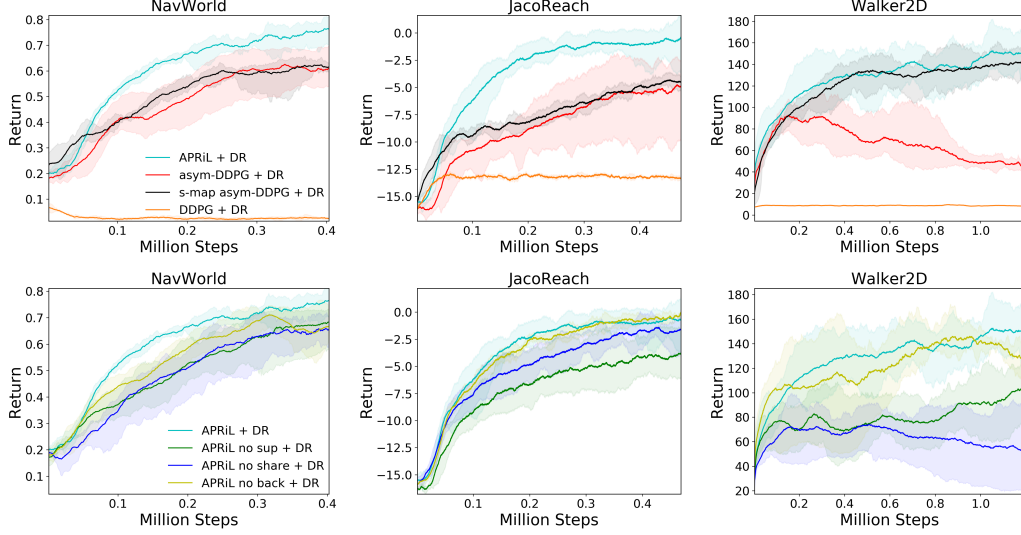 NavWorld
0.8
0.7
0.6
0.5
0.4
0.3
0.2
0.1
Return
0.1 0.2 0.3 0.4
Million Steps
APRiL + DR
asym-DDPG + DR
s-map asym-DDPG + DR
DDPG + DR
JacoReach
0.0
−2.5
−5.0
−7.5
−10.0
−12.5
−15.0
Return
0.1 0.2 0.3 0.4
Million Steps
Walker2D
180
160
140
120
100
80
60
40
20
0
Return
0.2 0.4 0.6 0.8 1.0
Million Steps
NavWorld
0.8
0.7
0.6
0.5
0.4
0.3
0.2
0.1
Return
0.1 0.2 0.3 0.4
Million Steps
APRiL + DR
APRiL no sup + DR
APRiL no share + DR
APRiL no back + DR
JacoReach
0.0
−2.5
−5.0
−7.5
−10.0
−12.5
−15.0
Return
0.1 0.2 0.3 0.4
Million Steps
Walker2D
180
160
140
120
100
80
60
40
20
Return
0.2 0.4 0.6 0.8 1.0
Million Steps